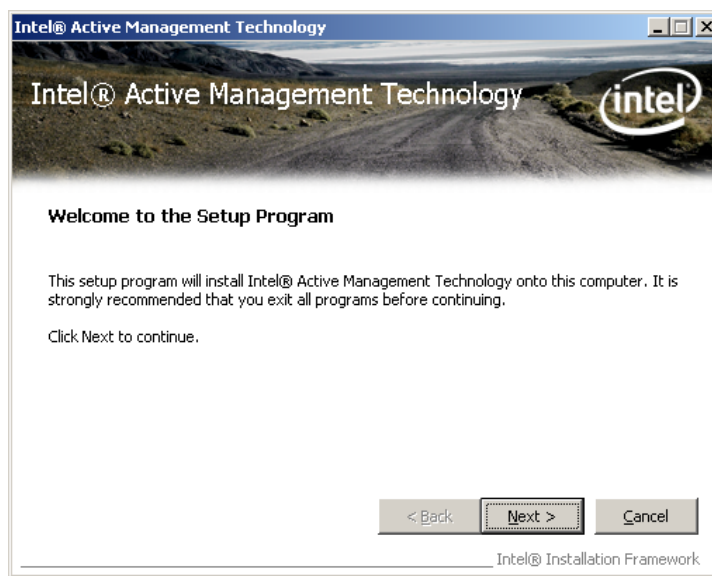 Intel® Active Management Technology
Intel® Active Management Technology
intel
Welcome to the Setup Program
This setup program will install Intel® Active Management Technology onto this computer. It is
strongly recommended that you exit all programs before continuing.
Click Next to continue.
< Back Next > Cancel
Intel® Installation Framework